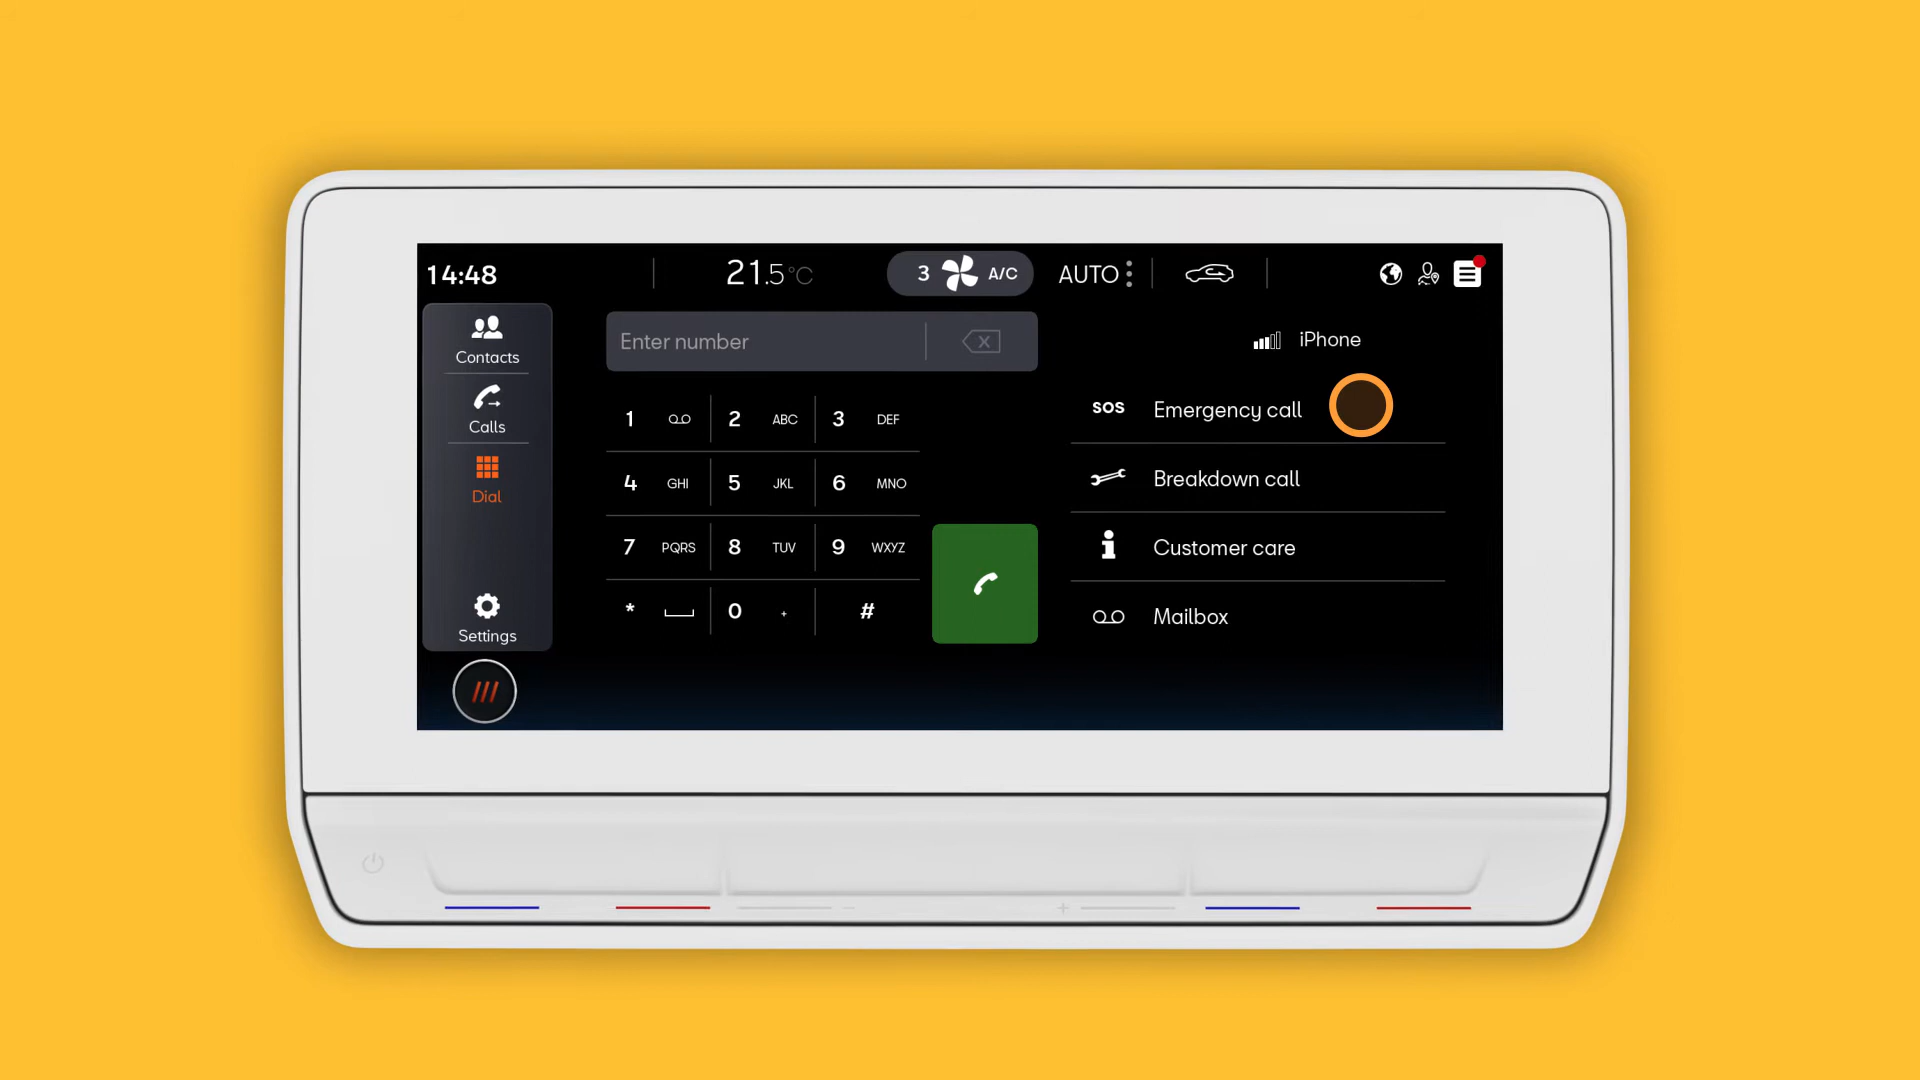 14:48
21.5°C
3 A/C
AUTO
Contacts
Calls
Dial
Settings
Enter number
X
1
2 ABC
3 DEF
4 GHI
5 JKL
6 MNO
7 PQRS
8 TUV
9 WXYZ
*
0 +
#
iPhone
SOS Emergency call
Breakdown call
Customer care
Mailbox
- +